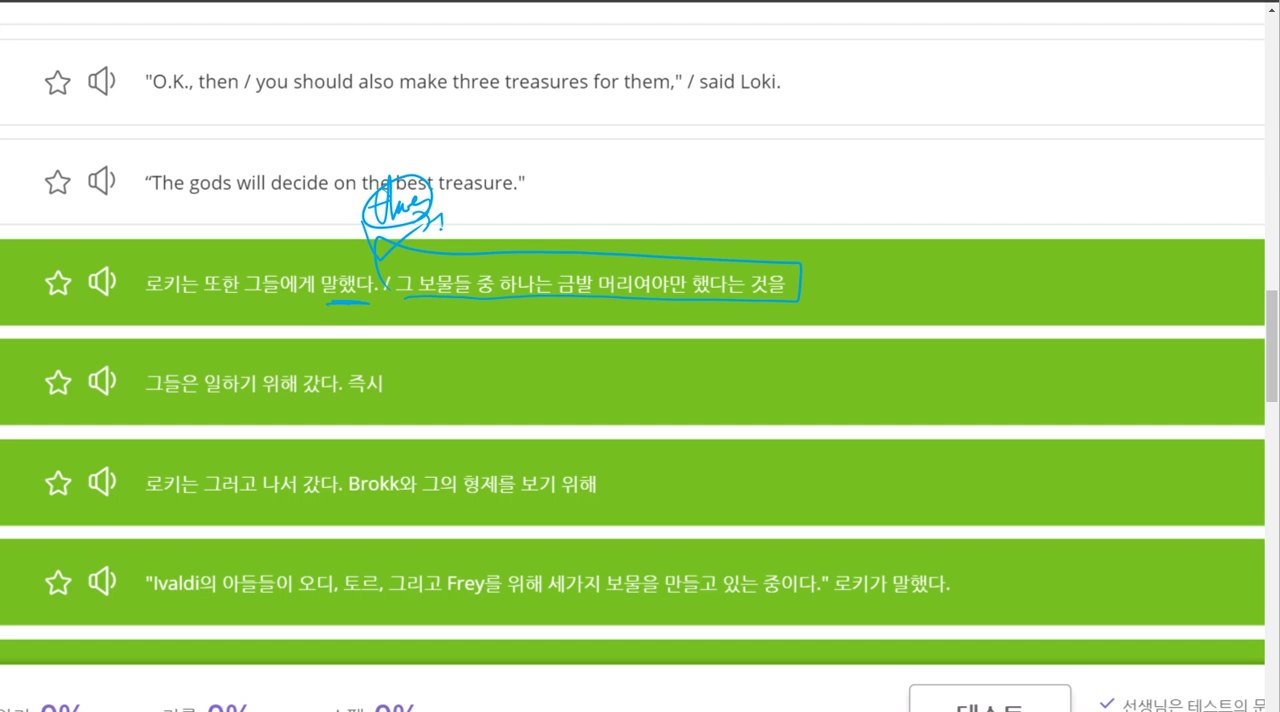 "O.K., then / you should also make three treasures for them," / said Loki.
“The gods will decide on the best treasure."
로키는 또한 그들에게 말했다. / 그 보물들 중 하나는 금발 머리여야만 했다는 것을
그들은 일하기 위해 갔다. 즉시
로키는 그러고 나서 갔다. Brokk와 그의 형제를 보기 위해
"Ivaldi의 아들들이 오디, 토르, 그리고 Frey를 위해 세가지 보물을 만들고 있는 중이다." 로키가 말했다.
0% 0% 0% 테스트 선생님은 테스트의 문